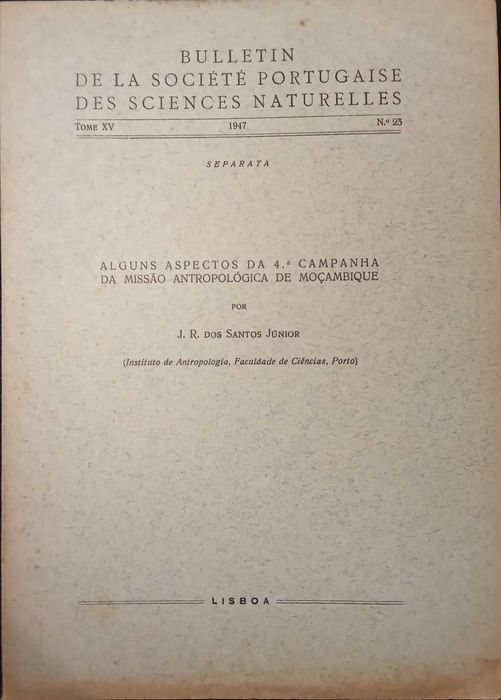 BULLETIN
DE LA SOCIÉTÉ PORTUGAISE
DES SCIENCES NATURELLES
TOME XV 1947 N.º 23
SEPARATA
ALGUNS ASPECTOS DA 4.ª CAMPANHA
DA MISSÃO ANTROPOLÓGICA DE MOÇAMBIQUE
POR
J. R. DOS SANTOS JÚNIOR
(Instituto de Antropologia, Faculdade de Ciências, Porto)
LISBOA